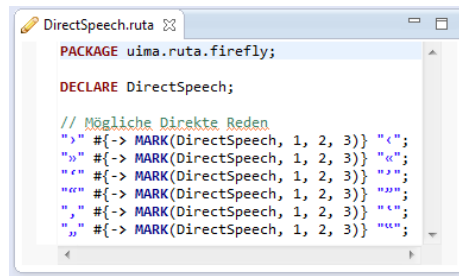 DirectSpeech.ruta
PACKAGE uima.ruta.firefly;
DECLARE DirectSpeech;
// Mögliche Direkte Reden
"›" #{-> MARK(DirectSpeech, 1, 2, 3)} "‹";
"»" #{-> MARK(DirectSpeech, 1, 2, 3)} "«";
"‘" #{-> MARK(DirectSpeech, 1, 2, 3)} "’";
"“" #{-> MARK(DirectSpeech, 1, 2, 3)} "”";
"‚" #{-> MARK(DirectSpeech, 1, 2, 3)} "‘";
"„" #{-> MARK(DirectSpeech, 1, 2, 3)} "“";